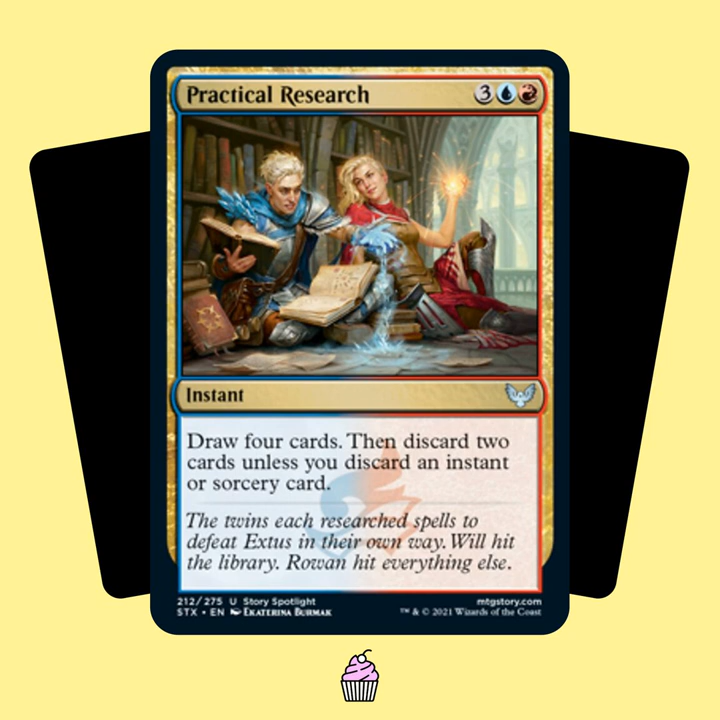 Practical Research 3
Instant
Draw four cards. Then discard two
cards unless you discard an instant
or sorcery card.
The twins each researched spells to
defeat Extus in their own way. Will hit
the library. Rowan hit everything else.
212/275 U Story Spotlight mtgstory.com
STX • EN Ekaterina Burmak ™ & © 2021 Wizards of the Coast